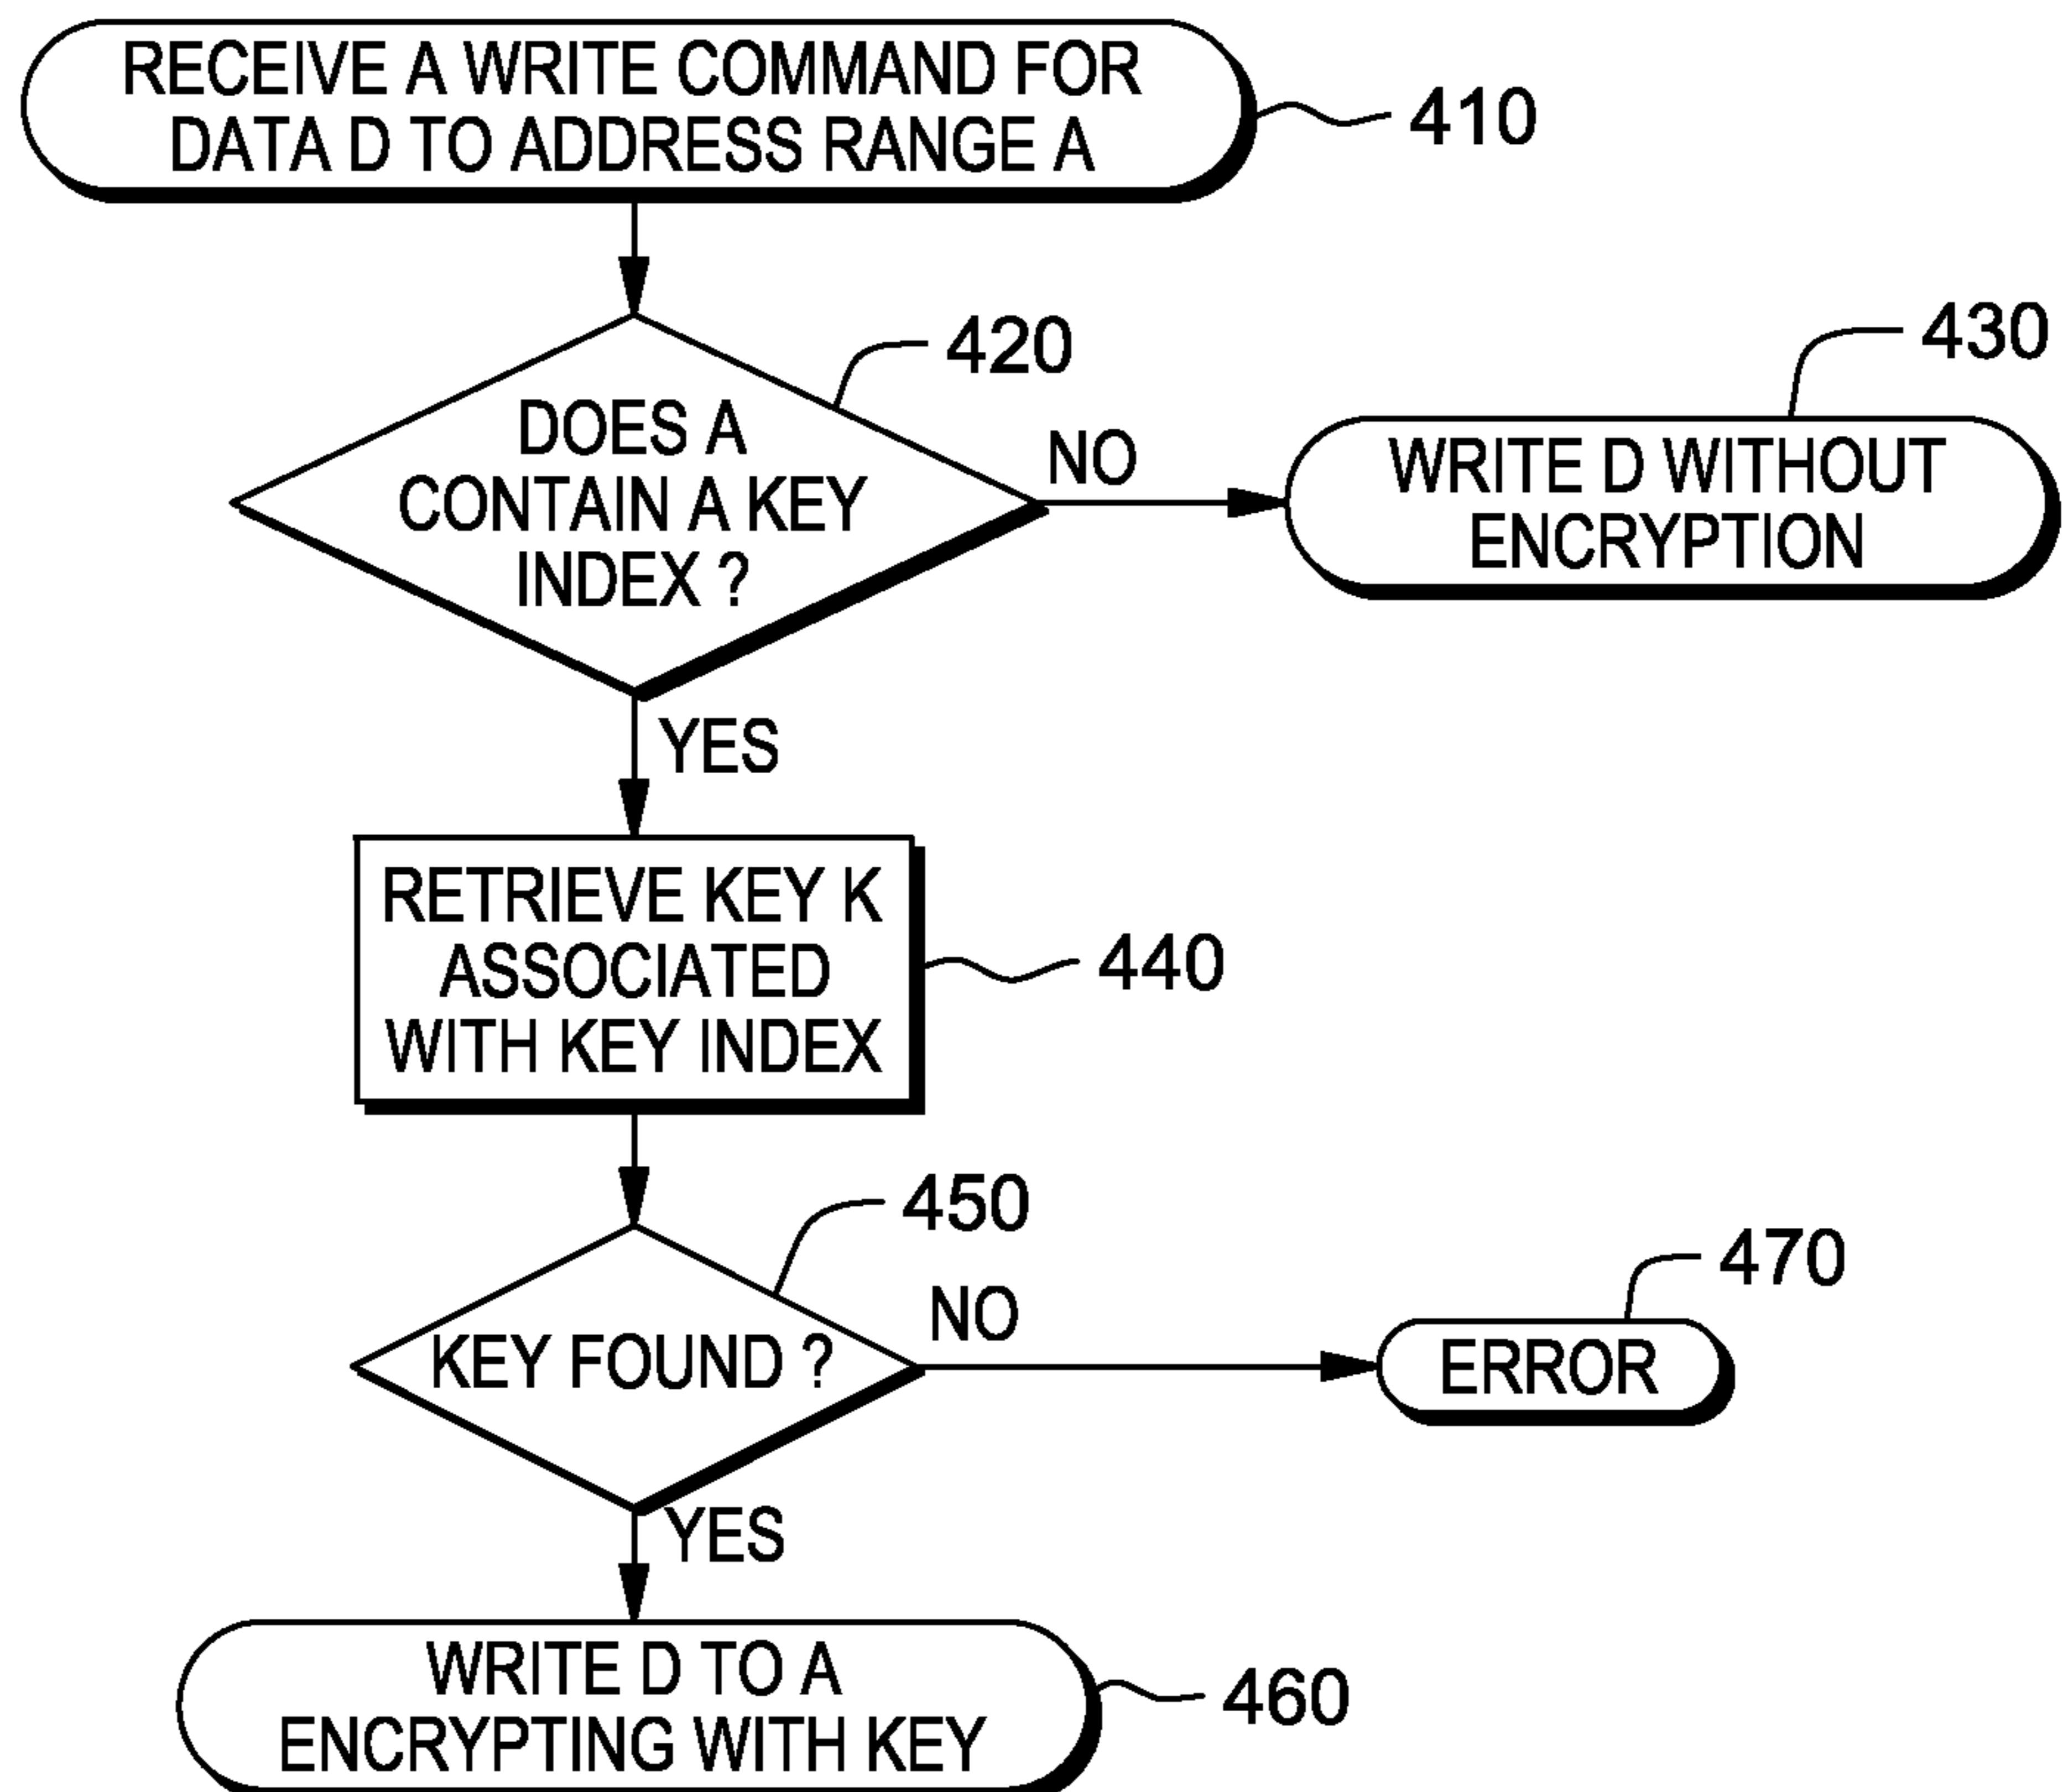 RECEIVE A WRITE COMMAND FOR
DATA D TO ADDRESS RANGE A
410
420
DOES A
CONTAIN A KEY
INDEX ?
NO
430
WRITE D WITHOUT
ENCRYPTION
YES
RETRIEVE KEY K
ASSOCIATED
WITH KEY INDEX
440
450
KEY FOUND ?
NO
470
ERROR
YES
WRITE D TO A
ENCRYPTING WITH KEY
460